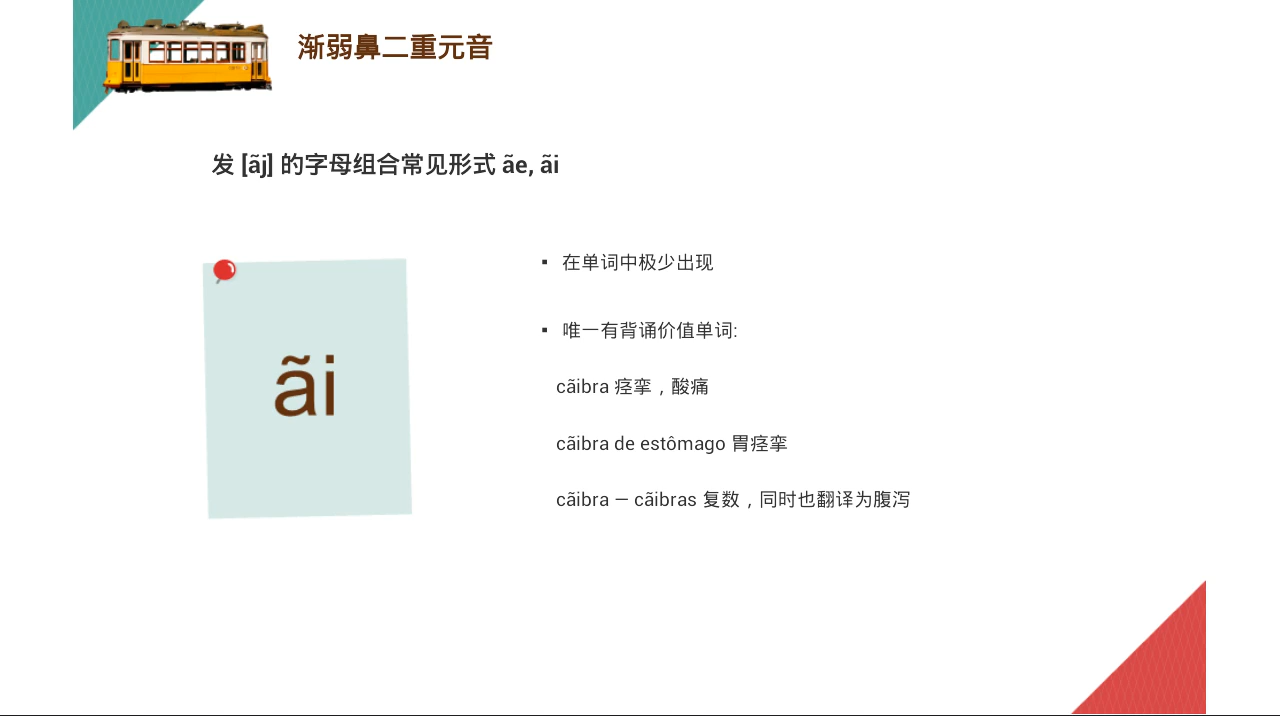 渐弱鼻二重元音
发 [ãj] 的字母组合常见形式 ãe, ãi
ãi
▪ 在单词中极少出现
▪ 唯一有背诵价值单词:
cãibra 痉挛，酸痛
cãibra de estômago 胃痉挛
cãibra — cãibras 复数，同时也翻译为腹泻